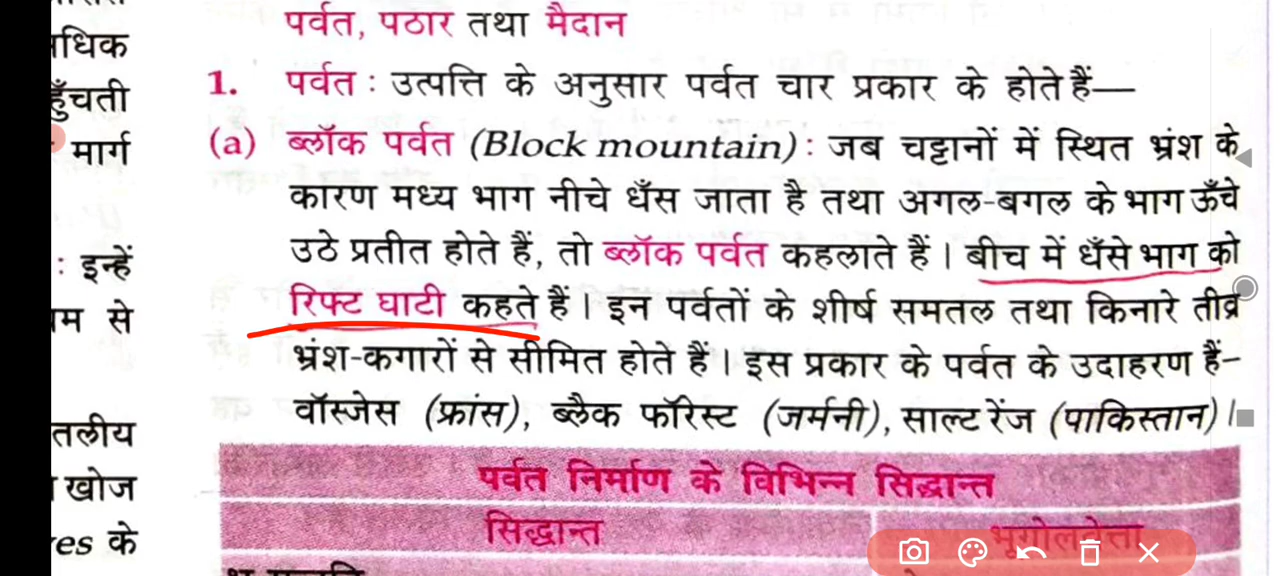 धिक
हुँचती
मार्ग
: इन्हें
म से
तलीय
खोज
es के
पर्वत, पठार तथा मैदान
1. पर्वत : उत्पत्ति के अनुसार पर्वत चार प्रकार के होते हैं—
(a) ब्लॉक पर्वत (Block mountain) : जब चट्टानों में स्थित भ्रंश के
कारण मध्य भाग नीचे धँस जाता है तथा अगल-बगल के भाग ऊँचे
उठे प्रतीत होते हैं, तो ब्लॉक पर्वत कहलाते हैं। बीच में धँसे भाग को
रिफ्ट घाटी कहते हैं। इन पर्वतों के शीर्ष समतल तथा किनारे तीव्र
भ्रंश-कगारों से सीमित होते हैं। इस प्रकार के पर्वत के उदाहरण हैं–
वॉस्जेस (फ्रांस), ब्लैक फॉरेस्ट (जर्मनी), साल्ट रेंज (पाकिस्तान)।
पर्वत निर्माण के विभिन्न सिद्धान्त
सिद्धान्त
भूगोलवेत्ता